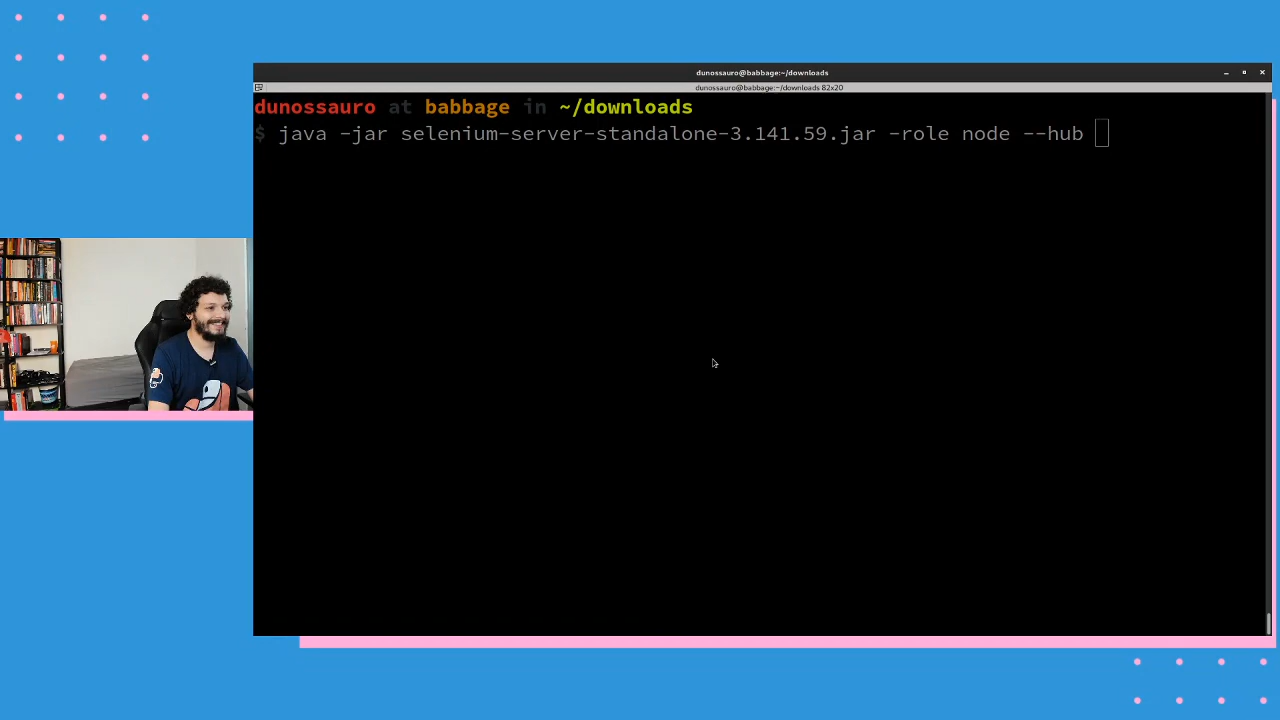 dunossauro@babbage:~/downloads
dunossauro@babbage:~/downloads 82x20
dunossauro at babbage in ~/downloads
$ java -jar selenium-server-standalone-3.141.59.jar -role node --hub